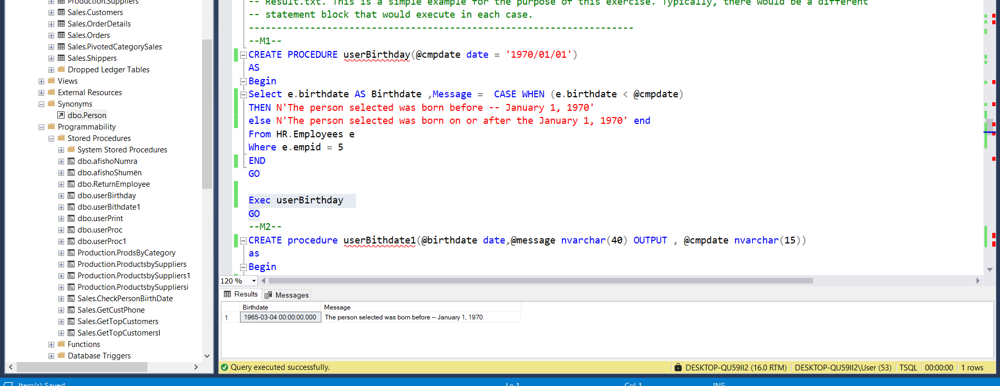 Production.Suppliers
Sales.Customers
Sales.OrderDetails
Sales.Orders
Sales.PivotedCategorySales
Sales.Shippers
Dropped Ledger Tables
Views
External Resources
Synonyms
dbo.Person
Programmability
Stored Procedures
System Stored Procedures
dbo.afishoNumra
dbo.afishoShumën
dbo.ReturnEmployee
dbo.userBirthday
dbo.userBithdate1
dbo.userPrint
dbo.userProc
dbo.userProc1
Production.ProdsByCategory
Production.ProductsbySuppliers
Production.ProductsbySuppliers1
Production.ProductsbySuppliersi
Sales.CheckPersonBirthDate
Sales.GetCustPhone
Sales.GetTopCustomers
Sales.GetTopCustomersI
Functions
Database Triggers
-- Result.txt. This is a simple example for the purpose of this exercise. Typically, there would be a different
-- statement block that would execute in each case.
---------------------------------------------------------------------
--M1--
CREATE PROCEDURE userBirthday(@cmpdate date = '1970/01/01')
AS
Begin
Select e.birthdate AS Birthdate ,Message =  CASE WHEN (e.birthdate < @cmpdate)
THEN N'The person selected was born before -- January 1, 1970'
else N'The person selected was born on or after the January 1, 1970' end
From HR.Employees e
Where e.empid = 5
END
GO
Exec userBirthday
GO
--M2--
CREATE procedure userBithdate1(@birthdate date,@message nvarchar(40) OUTPUT , @cmpdate nvarchar(15))
as
Begin
120 %
Results Messages
Birthdate Message
1 1965-03-04 00:00:00.000 The person selected was born before -- January 1, 1970
Query executed successfully. DESKTOP-QU59II2 (16.0 RTM) DESKTOP-QU59II2\User (53) TSQL 00:00:00 1 rows
Item(s) Saved Ln 1 Col 1 INS